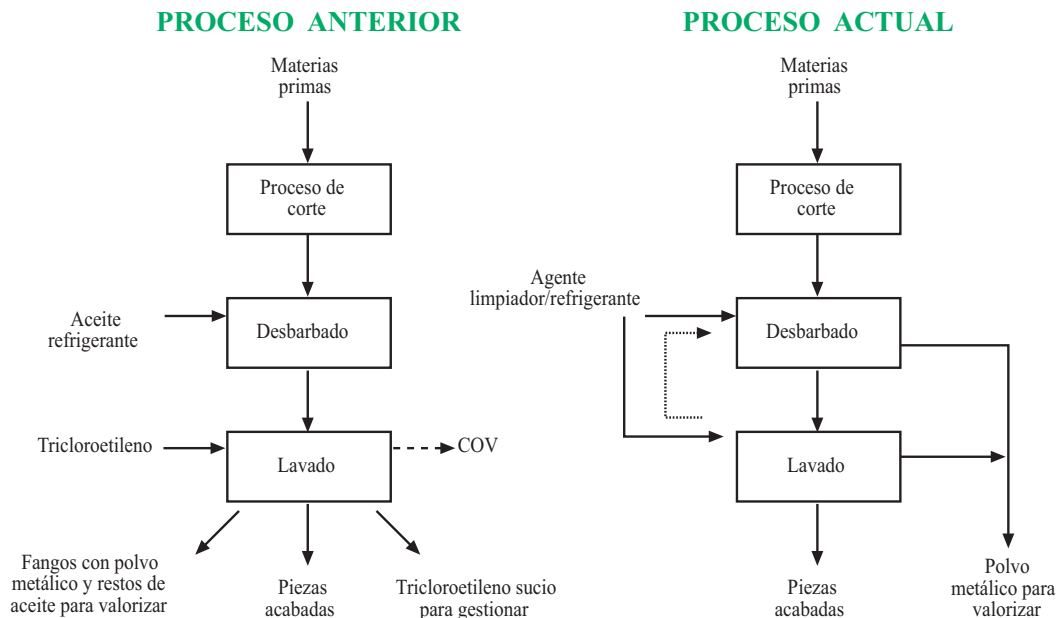 PROCESO ANTERIOR
Materias
primas
Proceso de
corte
Aceite
refrigerante
Desbarbado
Tricloroetileno
Lavado
COV
Fangos con polvo
metálico y restos de
aceite para valorizar
Piezas
acabadas
Tricloroetileno sucio
para gestionar
PROCESO ACTUAL
Materias
primas
Proceso de
corte
Agente
limpiador/refrigerante
Desbarbado
Lavado
Piezas
acabadas
Polvo
metálico para
valorizar